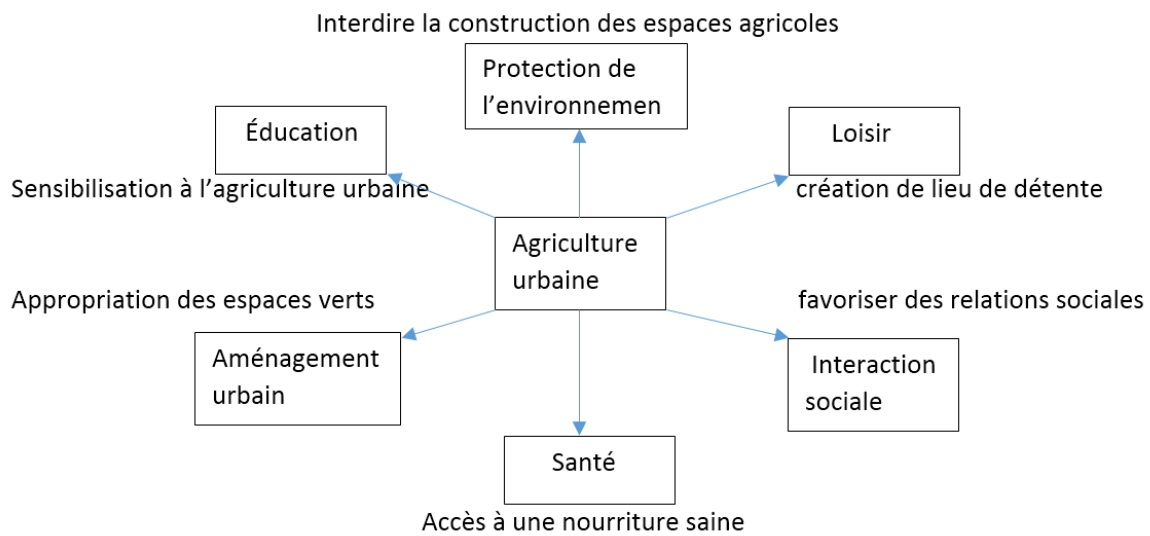 Interdire la construction des espaces agricoles
Protection de
l’environnemen
Éducation
Loisir
Sensibilisation à l’agriculture urbaine
création de lieu de détente
Agriculture
urbaine
Appropriation des espaces verts
favoriser des relations sociales
Aménagement
urbain
Interaction
sociale
Santé
Accès à une nourriture saine